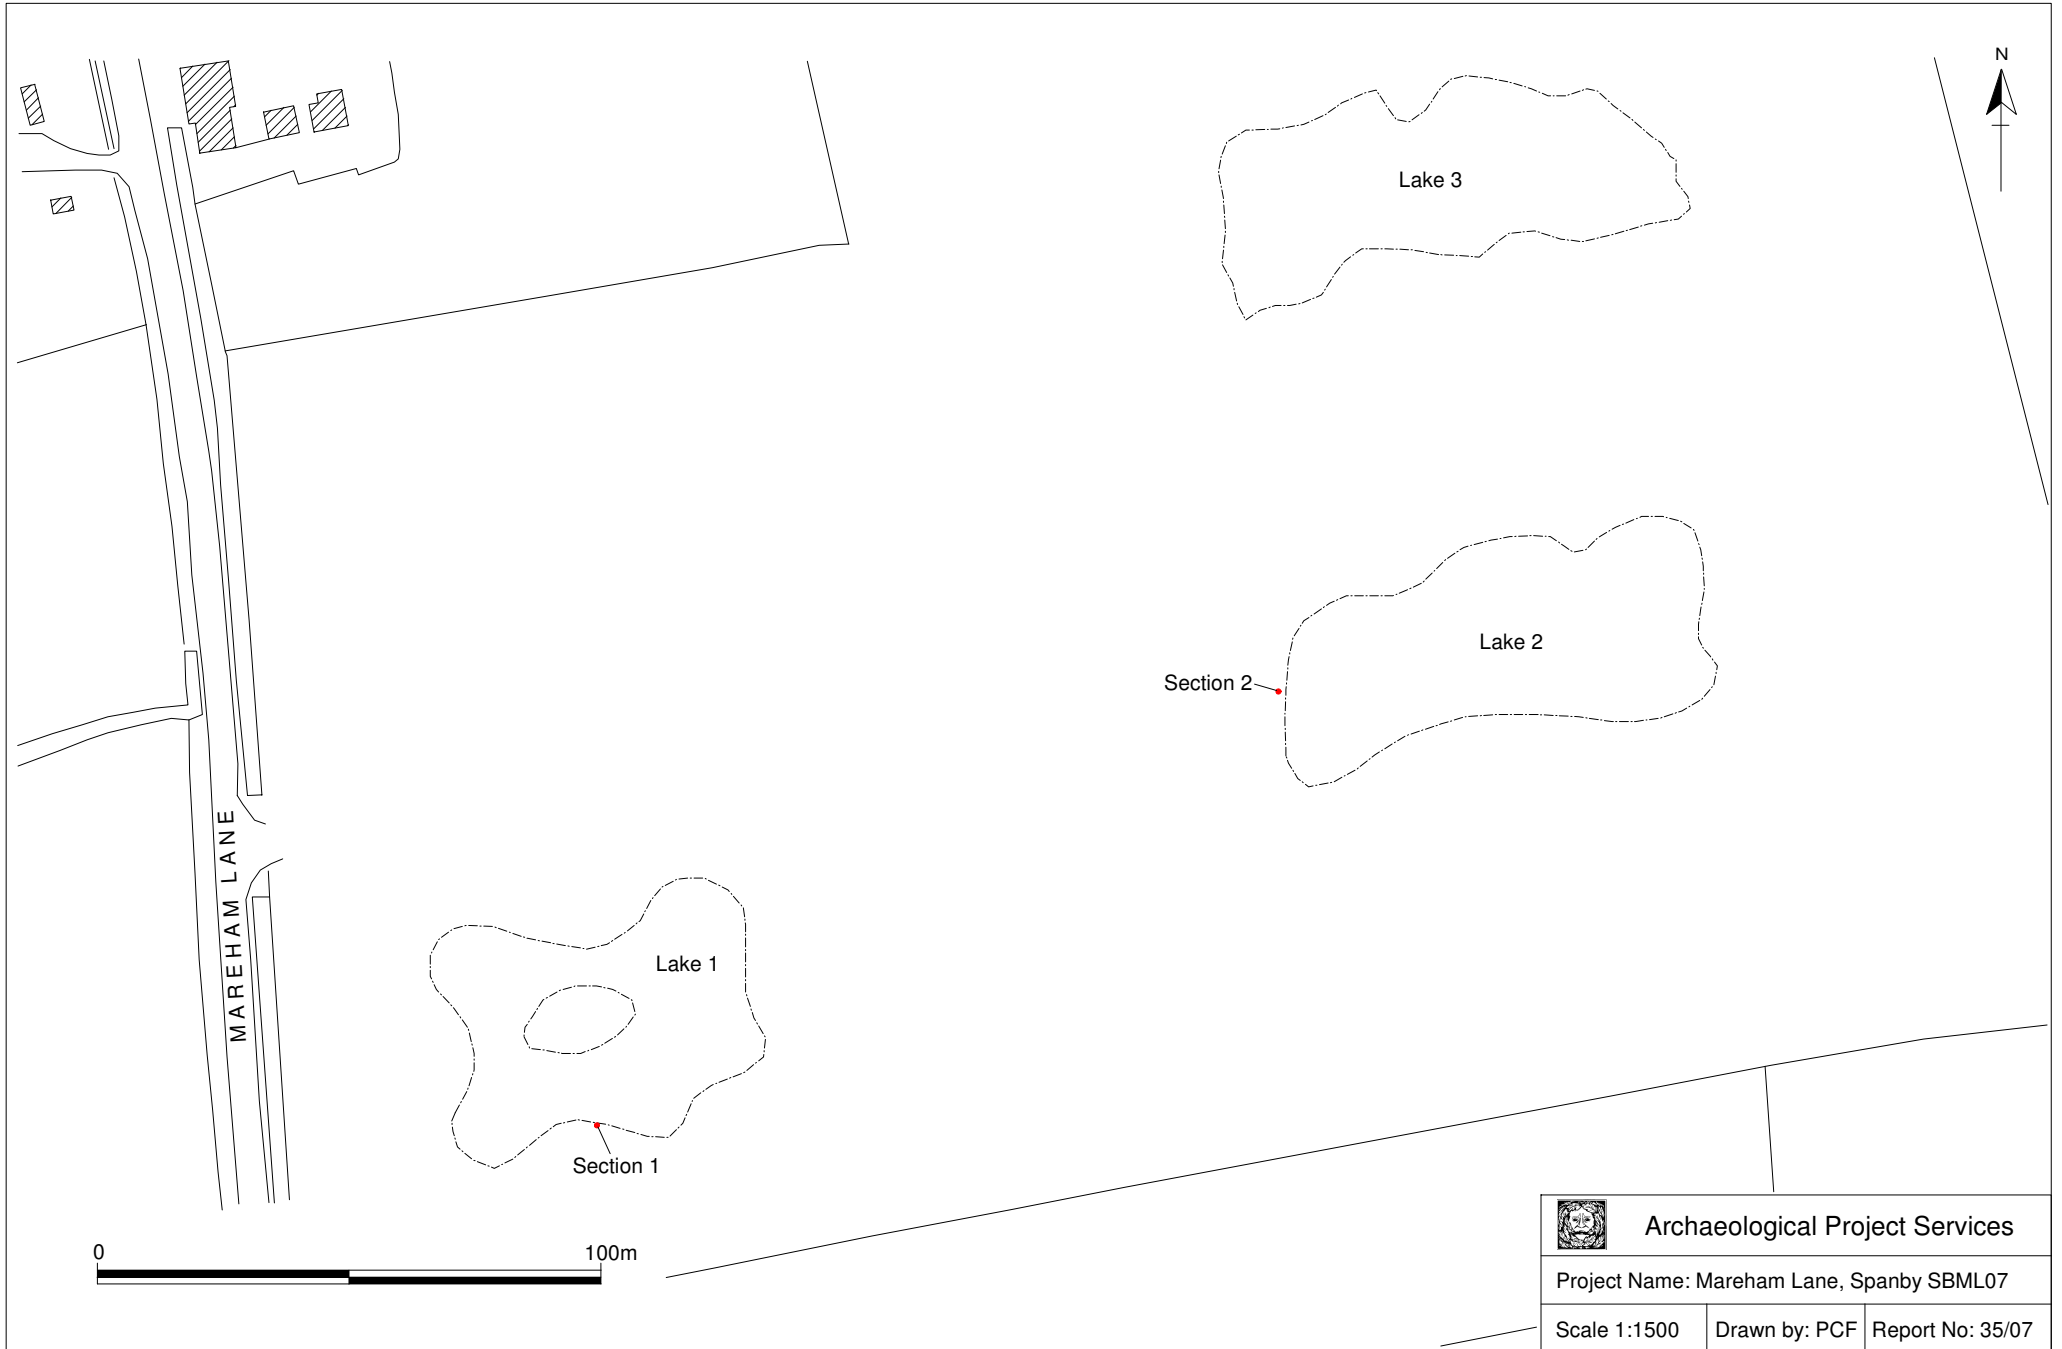 N
Lake 3
Lake 2
Section 2
MAREHAM LANE
Lake 1
Section 1
0
100m
Archaeological Project Services
Project Name: Mareham Lane, Spanby SBML07
Scale 1:1500
Drawn by: PCF
Report No: 35/07